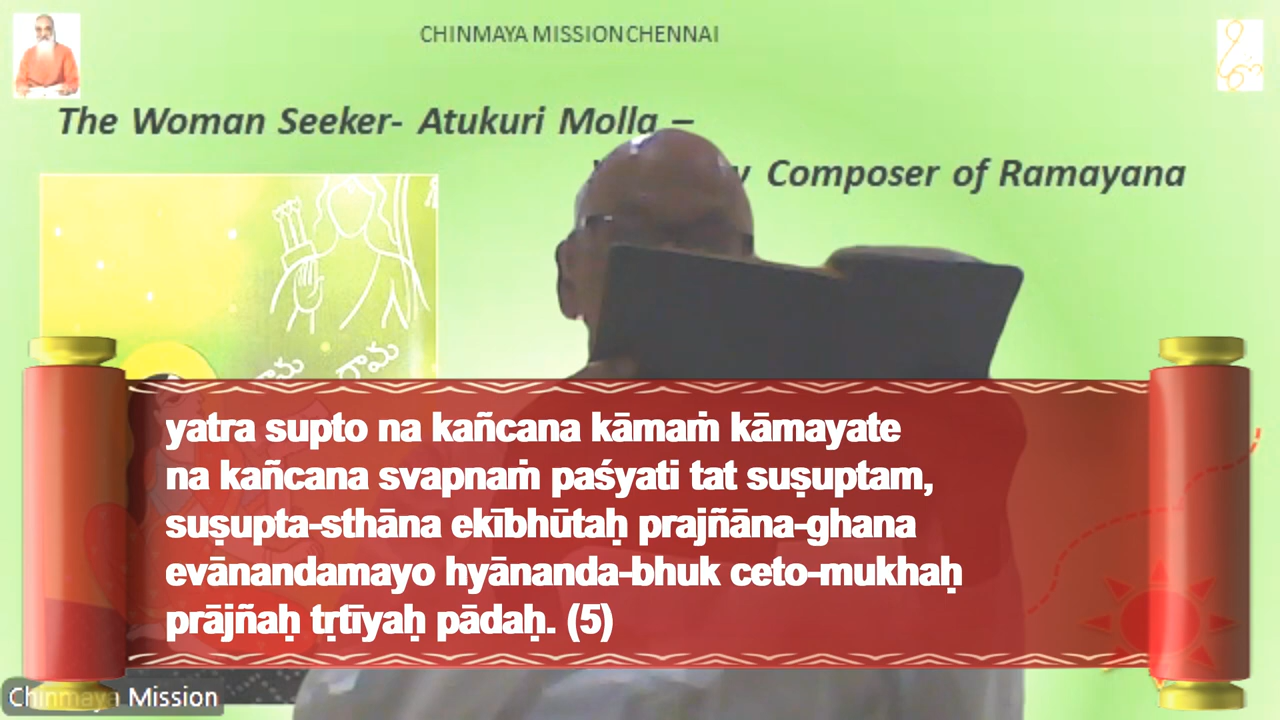 CHINMAYA MISSION CHENNAI
The Woman Seeker- Atukuri Molla –
Composer of Ramayana
రామ
yatra supto na kañcana kāmaṁ kāmayate
na kañcana svapnaṁ paśyati tat suṣuptam,
suṣupta-sthāna ekībhūtaḥ prajñāna-ghana
evānandamayo hyānanda-bhuk ceto-mukhaḥ
prājñaḥ tṛtīyaḥ pādaḥ. (5)
Chinmaya Mission